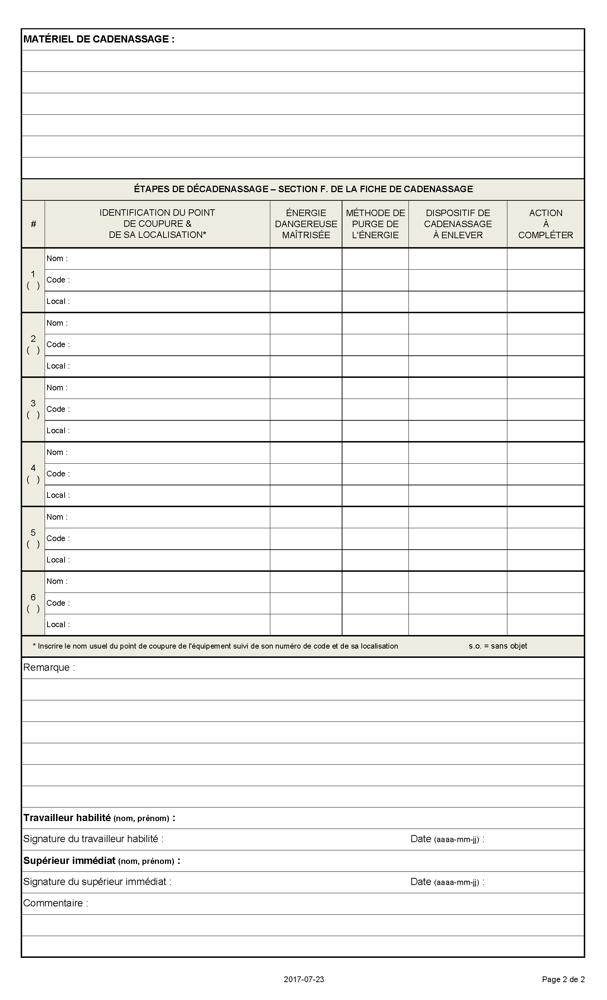 MATÉRIEL DE CADENASSAGE :
ÉTAPES DE DÉCADENASSAGE – SECTION F. DE LA FICHE DE CADENASSAGE
#
IDENTIFICATION DU POINT
DE COUPURE &
DE SA LOCALISATION*
ÉNERGIE
DANGEREUSE
MAÎTRISÉE
MÉTHODE DE
PURGE DE
L'ÉNERGIE
DISPOSITIF DE
CADENASSAGE
À ENLEVER
ACTION
À
COMPLÉTER
1
( )
Nom :
Code :
Local :
2
( )
Nom :
Code :
Local :
3
( )
Nom :
Code :
Local :
4
( )
Nom :
Code :
Local :
5
( )
Nom :
Code :
Local :
6
( )
Nom :
Code :
Local :
* Inscrire le nom usuel du point de coupure de l'équipement suivi de son numéro de code et de sa localisation s.o. = sans objet
Remarque :
Travailleur habilité (nom, prénom) :
Signature du travailleur habilité : Date (aaaa-mm-jj) :
Supérieur immédiat (nom, prénom) :
Signature du supérieur immédiat : Date (aaaa-mm-jj) :
Commentaire :
2017-07-23 Page 2 de 2